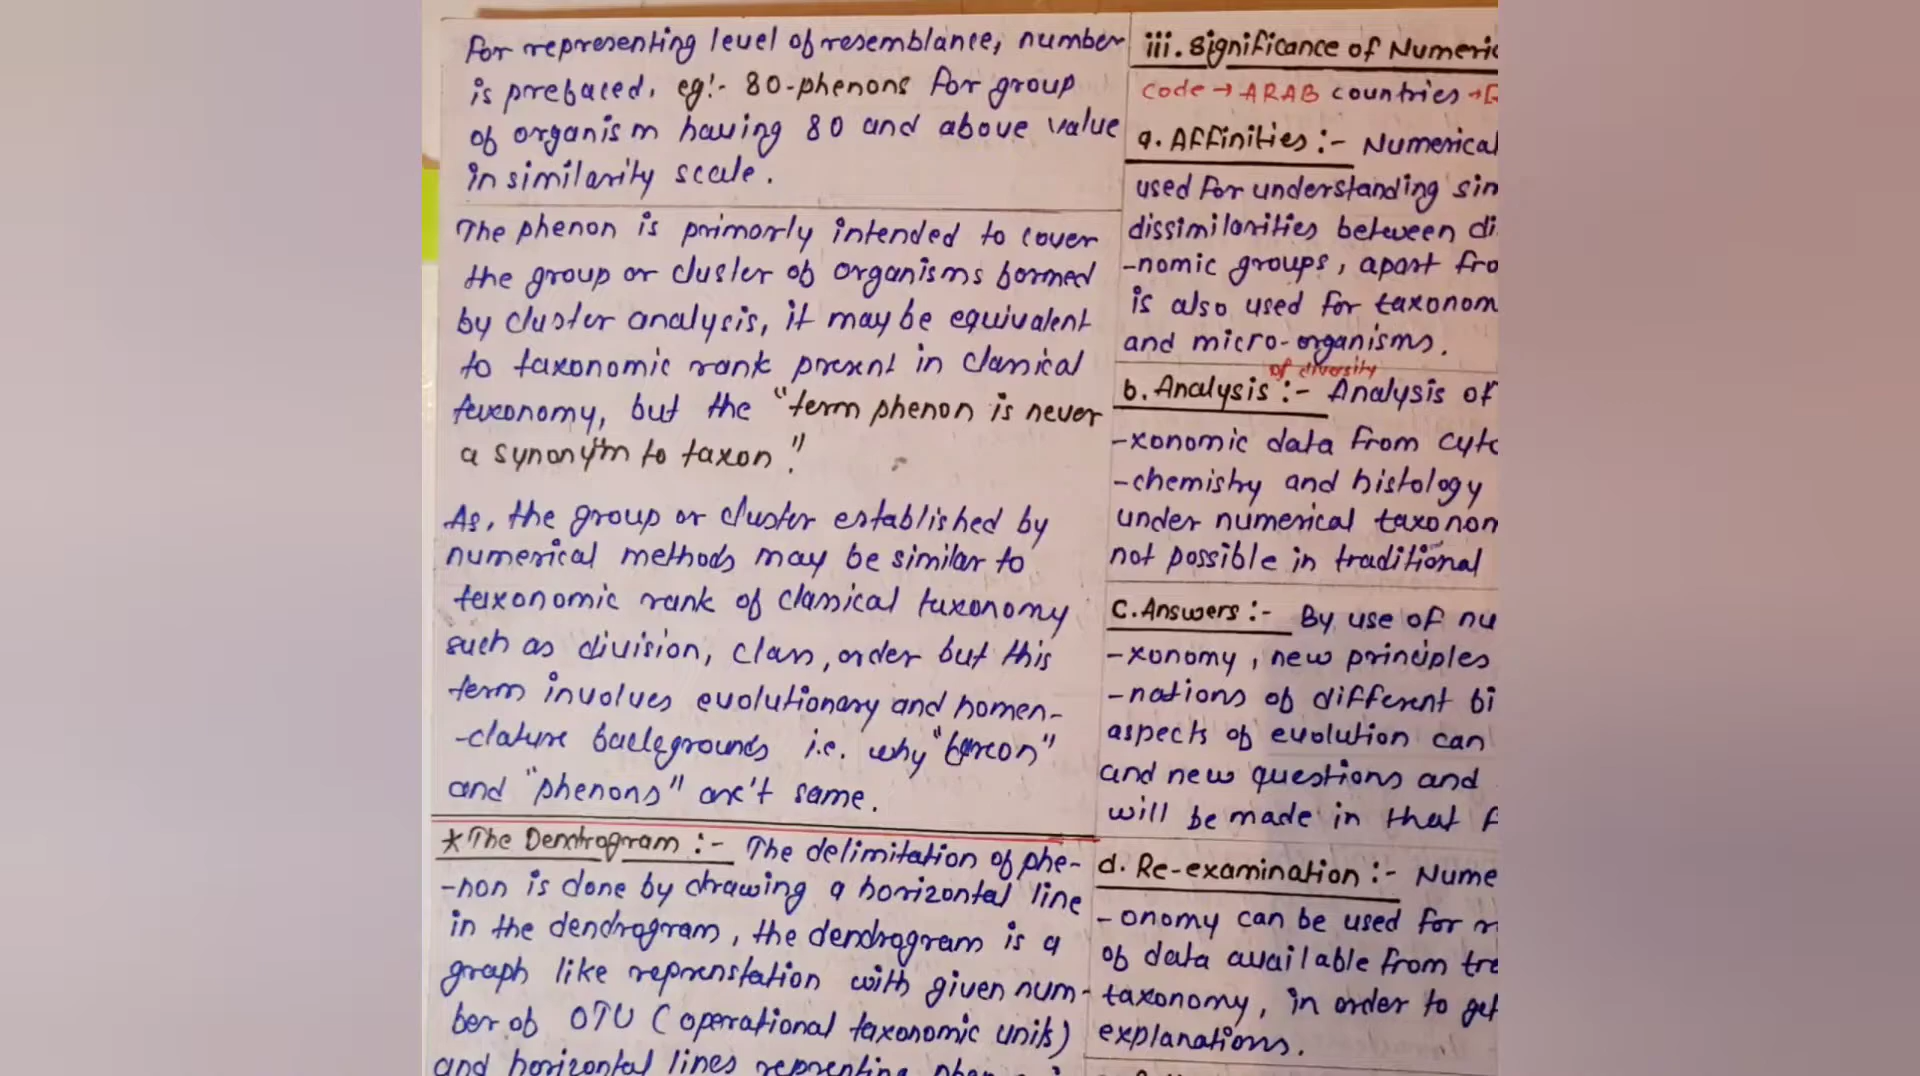 For representing level of resemblance, number
is prefaced. eg:- 80-phenons for group
of organism having 80 and above value
in similarity scale.
The phenon is primarly intended to cover
the group or cluster of organisms formed
by cluster analysis, it may be equivalent
to taxonomic rank present in classical
taxonomy, but the "term phenon is never
a synonym to taxon."
As, the group or cluster established by
numerical methods may be similar to
taxonomic rank of classical taxonomy
such as division, class, order but this
term involves evolutionary and nomen-
-clature backgrounds i.e. why "taxon"
and "phenons" are't same.
*The Dendrogram :- The delimitation of phe-
-non is done by drawing a horizontal line
in the dendrogram, the dendrogram is a
graph like reprenstation with given num-
ber of OTU (operational taxonomic units)
and horizontal lines reprenting
iii. Significance of Numeric
Code → ARAB countries →
a. Affinities :- Numerical
used for understanding sim
dissimilarities between di
-nomic groups, apart fro
is also used for taxonom
and micro-organisms.
of diversity
b. Analysis :- Analysis of
-xonomic data from cyto
-chemistry and histology
under numerical taxonom
not possible in traditional
C. Answers :- By use of nu
-xonomy, new principles
-nations of different bi
aspects of evolution can
and new questions and
will be made in that f
d. Re-examination :- Nume
-onomy can be used for r
of data available from tra
taxonomy, in order to get
explanations.